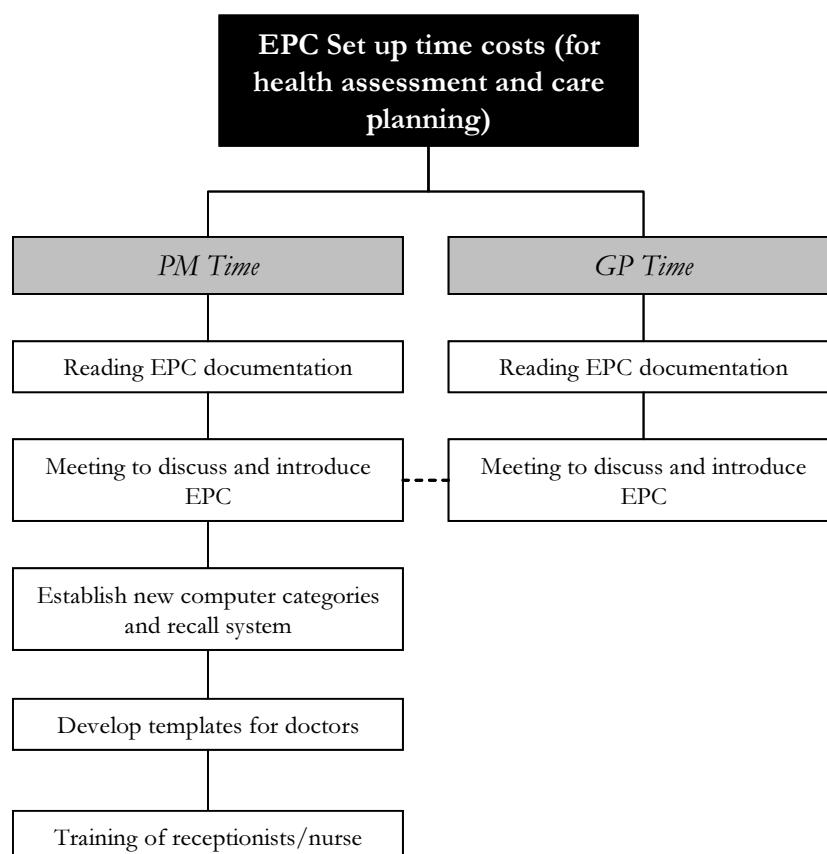 EPC Set up time costs (for
health assessment and care
planning)
PM Time
GP Time
Reading EPC documentation
Reading EPC documentation
Meeting to discuss and introduce
EPC
Meeting to discuss and introduce
EPC
Establish new computer categories
and recall system
Develop templates for doctors
Training of receptionists/nurse